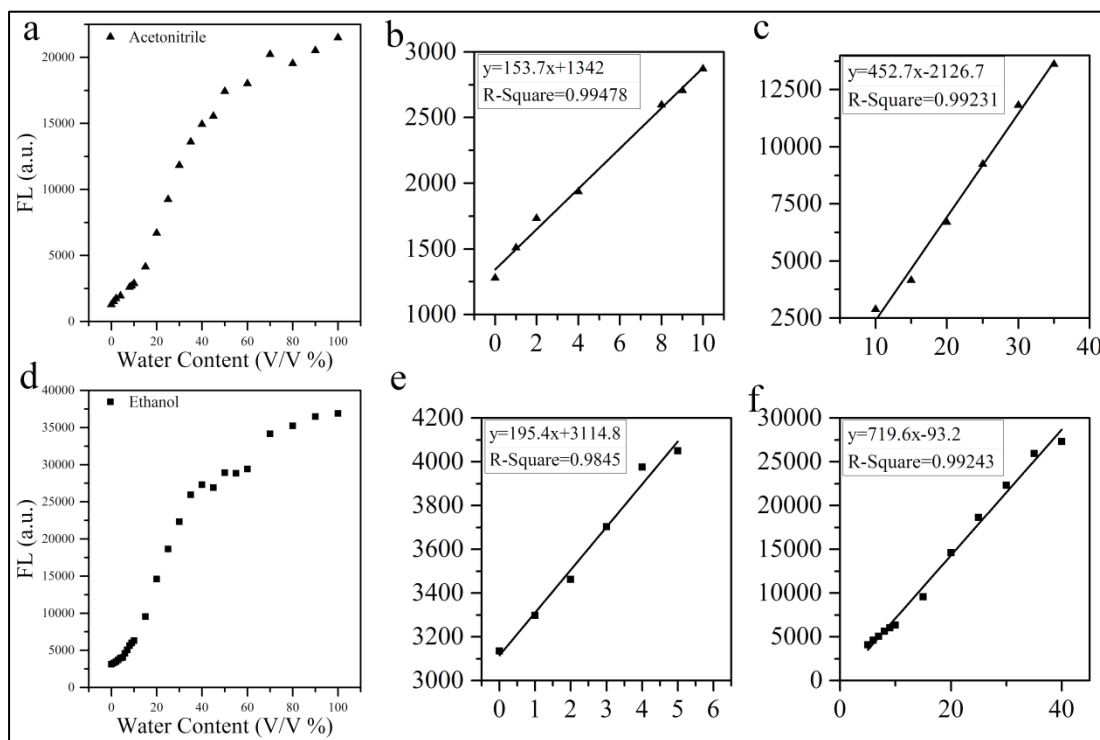 a
Acetonitrile
20000
15000
10000
5000
0
FL (a.u.)
0 20 40 60 80 100
Water Content (V/V %)
b
y=153.7x+1342
R-Square=0.99478
3000
2500
2000
1500
1000
0 2 4 6 8 10
c
y=452.7x-2126.7
R-Square=0.99231
12500
10000
7500
5000
2500
10 20 30 40
d
Ethanol
40000
35000
30000
25000
20000
15000
10000
5000
0
FL (a.u.)
0 20 40 60 80 100
Water Content (V/V %)
e
y=195.4x+3114.8
R-Square=0.9845
4200
4000
3800
3600
3400
3200
3000
0 1 2 3 4 5 6
f
y=719.6x-93.2
R-Square=0.99243
30000
25000
20000
15000
10000
5000
0
0 20 40